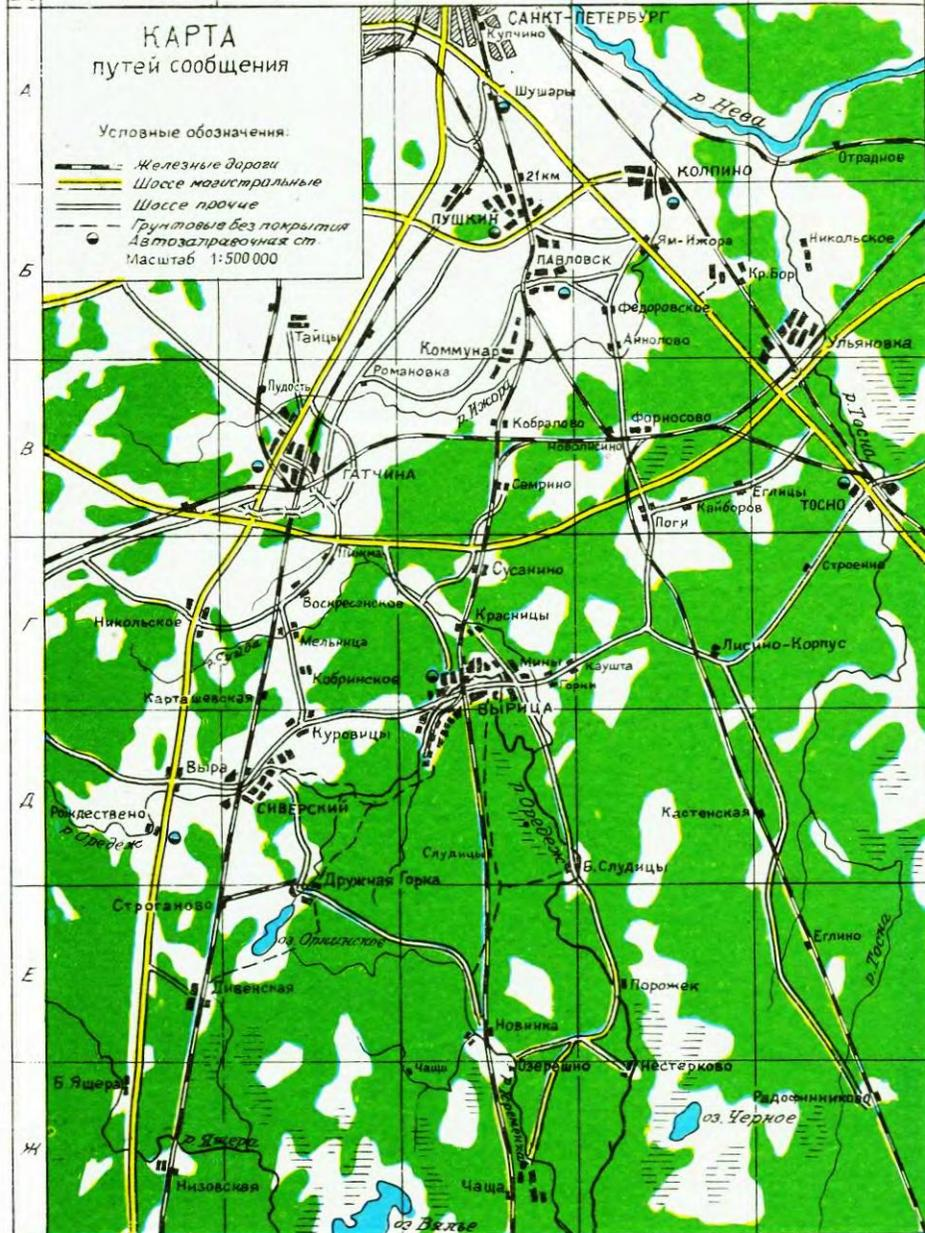 КАРТА
путей сообщения
Условные обозначения:
Железные дороги
Шоссе магистральные
Шоссе прочие
Грунтовые без покрытия
Автозаправочная ст.
Масштаб 1:500 000
САНКТ-ПЕТЕРБУРГ
Купчино
А
Шушары
р. Нева
Отрадное
21км
КОЛПИНО
ПУШКИН
Ям-Ижора
Никольское
ПАВЛОВСК
Б
Кр.Бор
Федоровское
Тайцы
Аннолово
Ульяновка
Коммунар
Романовка
Пудость
р. Ижора
р. Тосна
Кобралово
Форносово
Новолисино
В
ГАТЧИНА
Семрино
Еглицы
Кайборов
ТОСНО
Поги
Пижма
Сусанино
Строение
Воскресенское
Никольское
Красницы
Г
Мельница
Лисино-Корпус
р. Суйда
Мины
Каушта
Кобринское
Горки
Карташевская
ВЫРИЦА
Куровицы
Выра
Д
СИВЕРСКИЙ
р. Оредеж
Рождествено
Кастенская
р. Оредеж
Слудицы
Б. Слудицы
Дружная Горка
Строганово
Еглино
оз. Орлинское
р. Тосна
Е
Дивенская
Порожек
Новинка
Чаща
Озерешно
Нестерково
Б. Ящера
Радофинниково
р. Кременка
оз. Черное
р. Ящера
Ж
Низовская
Чаща
оз Вялье